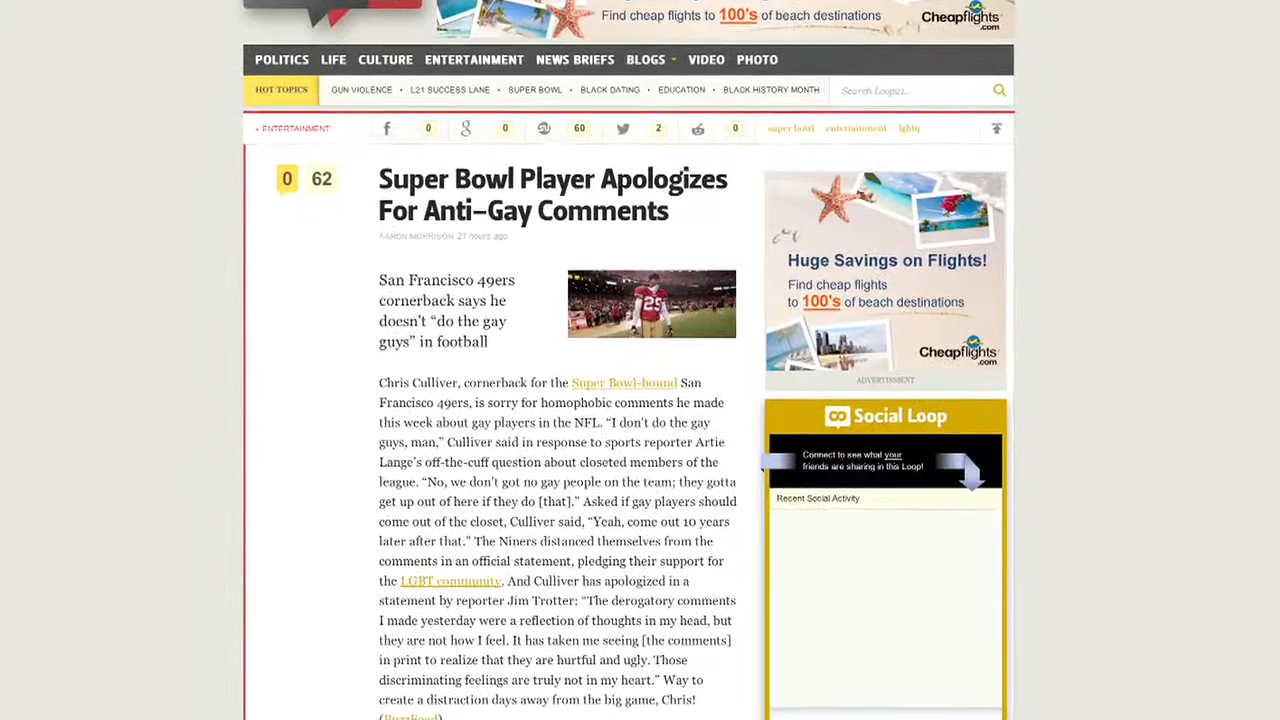 Find cheap flights to 100's of beach destinations
Cheapflights
.com
POLITICS LIFE CULTURE ENTERTAINMENT NEWS BRIEFS BLOGS VIDEO PHOTO
HOT TOPICS GUN VIOLENCE • L21 SUCCESS LANE • SUPER BOWL • BLACK DATING • EDUCATION • BLACK HISTORY MONTH Search Loop21..
« ENTERTAINMENT 0 0 60 2 0 super bowl entertainment lgbtq
0 62
Super Bowl Player Apologizes
For Anti-Gay Comments
AARON MORRISON 21 hours ago
San Francisco 49ers
cornerback says he
doesn't “do the gay
guys” in football
Chris Culliver, cornerback for the Super Bowl-bound San
Francisco 49ers, is sorry for homophobic comments he made
this week about gay players in the NFL. “I don't do the gay
guys, man,” Culliver said in response to sports reporter Artie
Lange's off-the-cuff question about closeted members of the
league. “No, we don't got no gay people on the team; they gotta
get up out of here if they do [that].” Asked if gay players should
come out of the closet, Culliver said, “Yeah, come out 10 years
later after that.” The Niners distanced themselves from the
comments in an official statement, pledging their support for
the LGBT community. And Culliver has apologized in a
statement by reporter Jim Trotter: “The derogatory comments
I made yesterday were a reflection of thoughts in my head, but
they are not how I feel. It has taken me seeing [the comments]
in print to realize that they are hurtful and ugly. Those
discriminating feelings are truly not in my heart.” Way to
create a distraction days away from the big game, Chris!
(BuzzFeed)
Huge Savings on Flights!
Find cheap flights
to 100's of beach destinations
Cheapflights
.com
ADVERTISEMENT
Social Loop
Connect to see what your
friends are sharing in this Loop!
Recent Social Activity
29